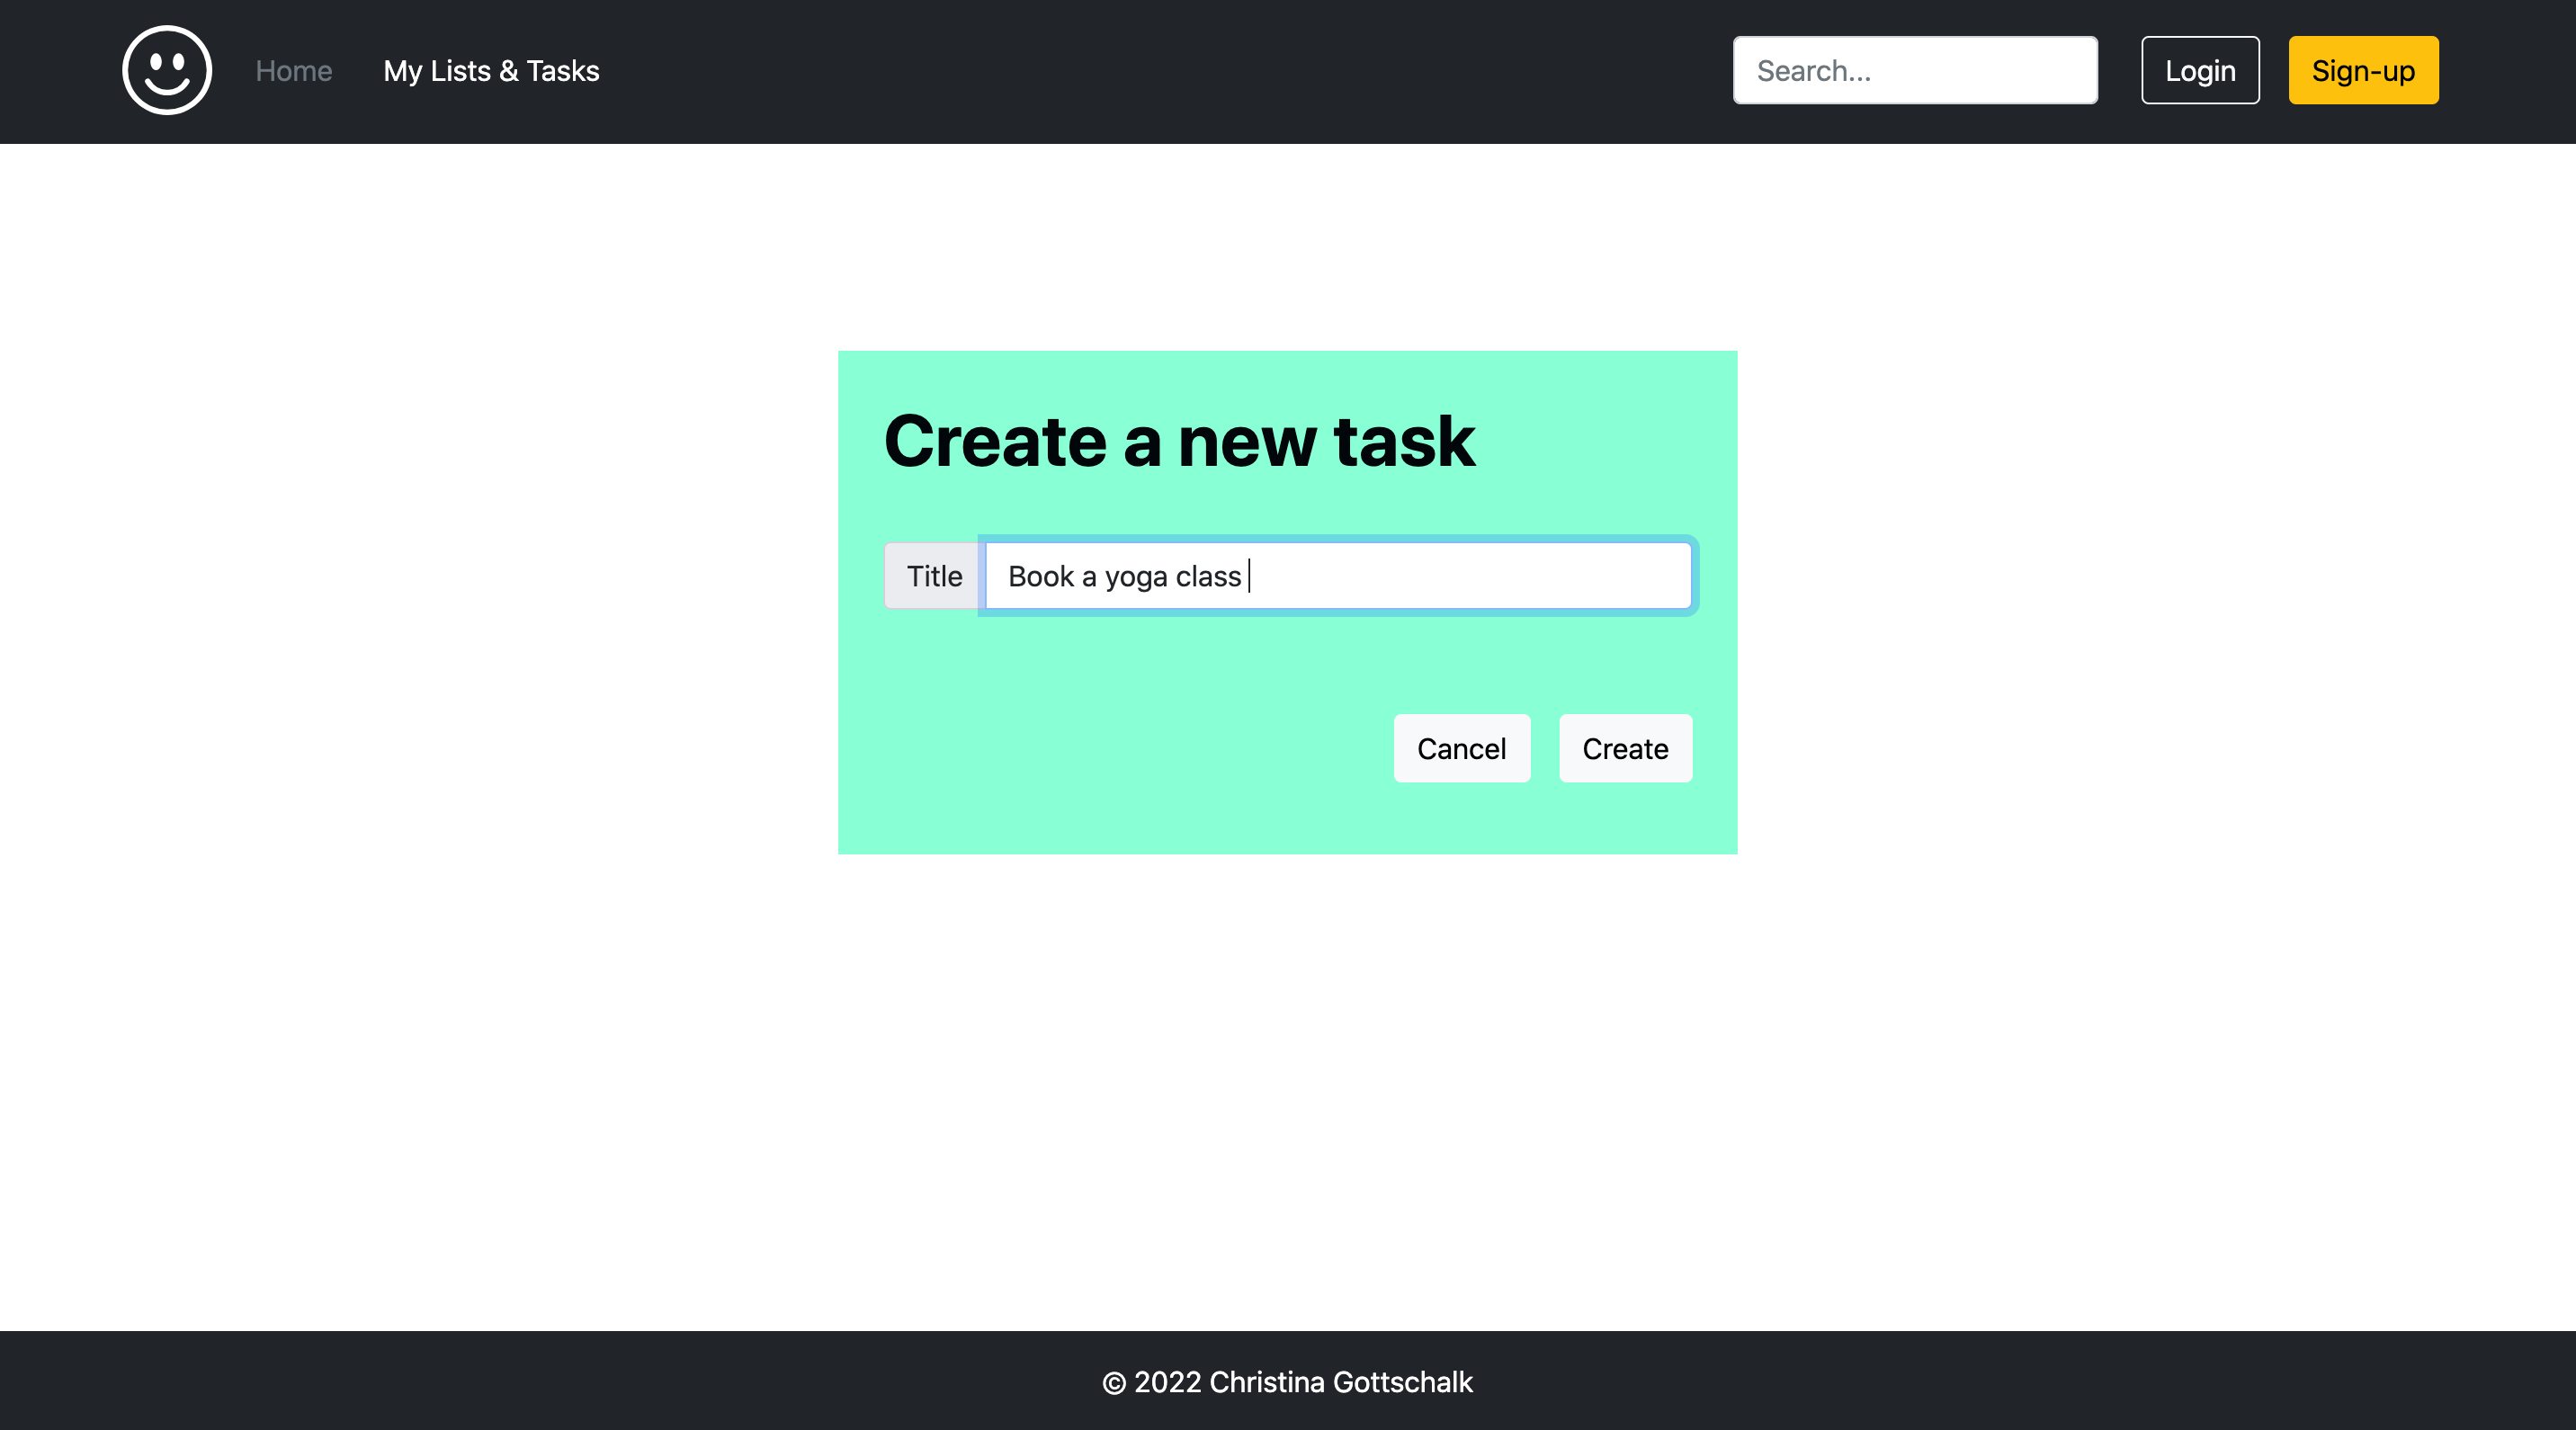 Home My Lists & Tasks Search... Login Sign-up
Create a new task
Title Book a yoga class
Cancel Create
© 2022 Christina Gottschalk